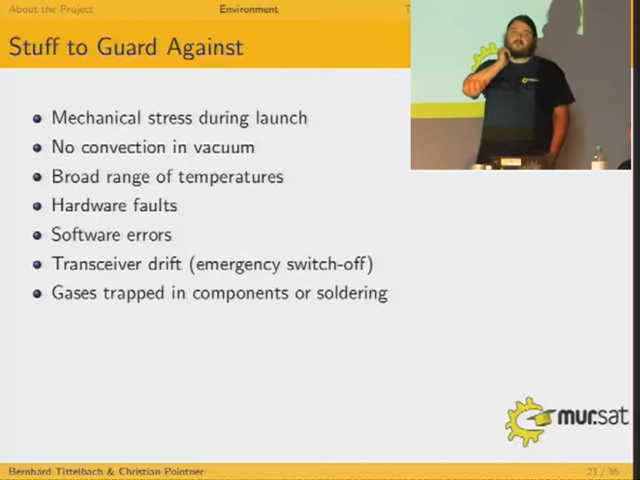 About the Project
Environment
T
Stuff to Guard Against
Mechanical stress during launch
No convection in vacuum
Broad range of temperatures
Hardware faults
Software errors
Transceiver drift (emergency switch-off)
Gases trapped in components or soldering
mur.sat
Bernhard Tittelbach & Christian Pointner
21 / 36